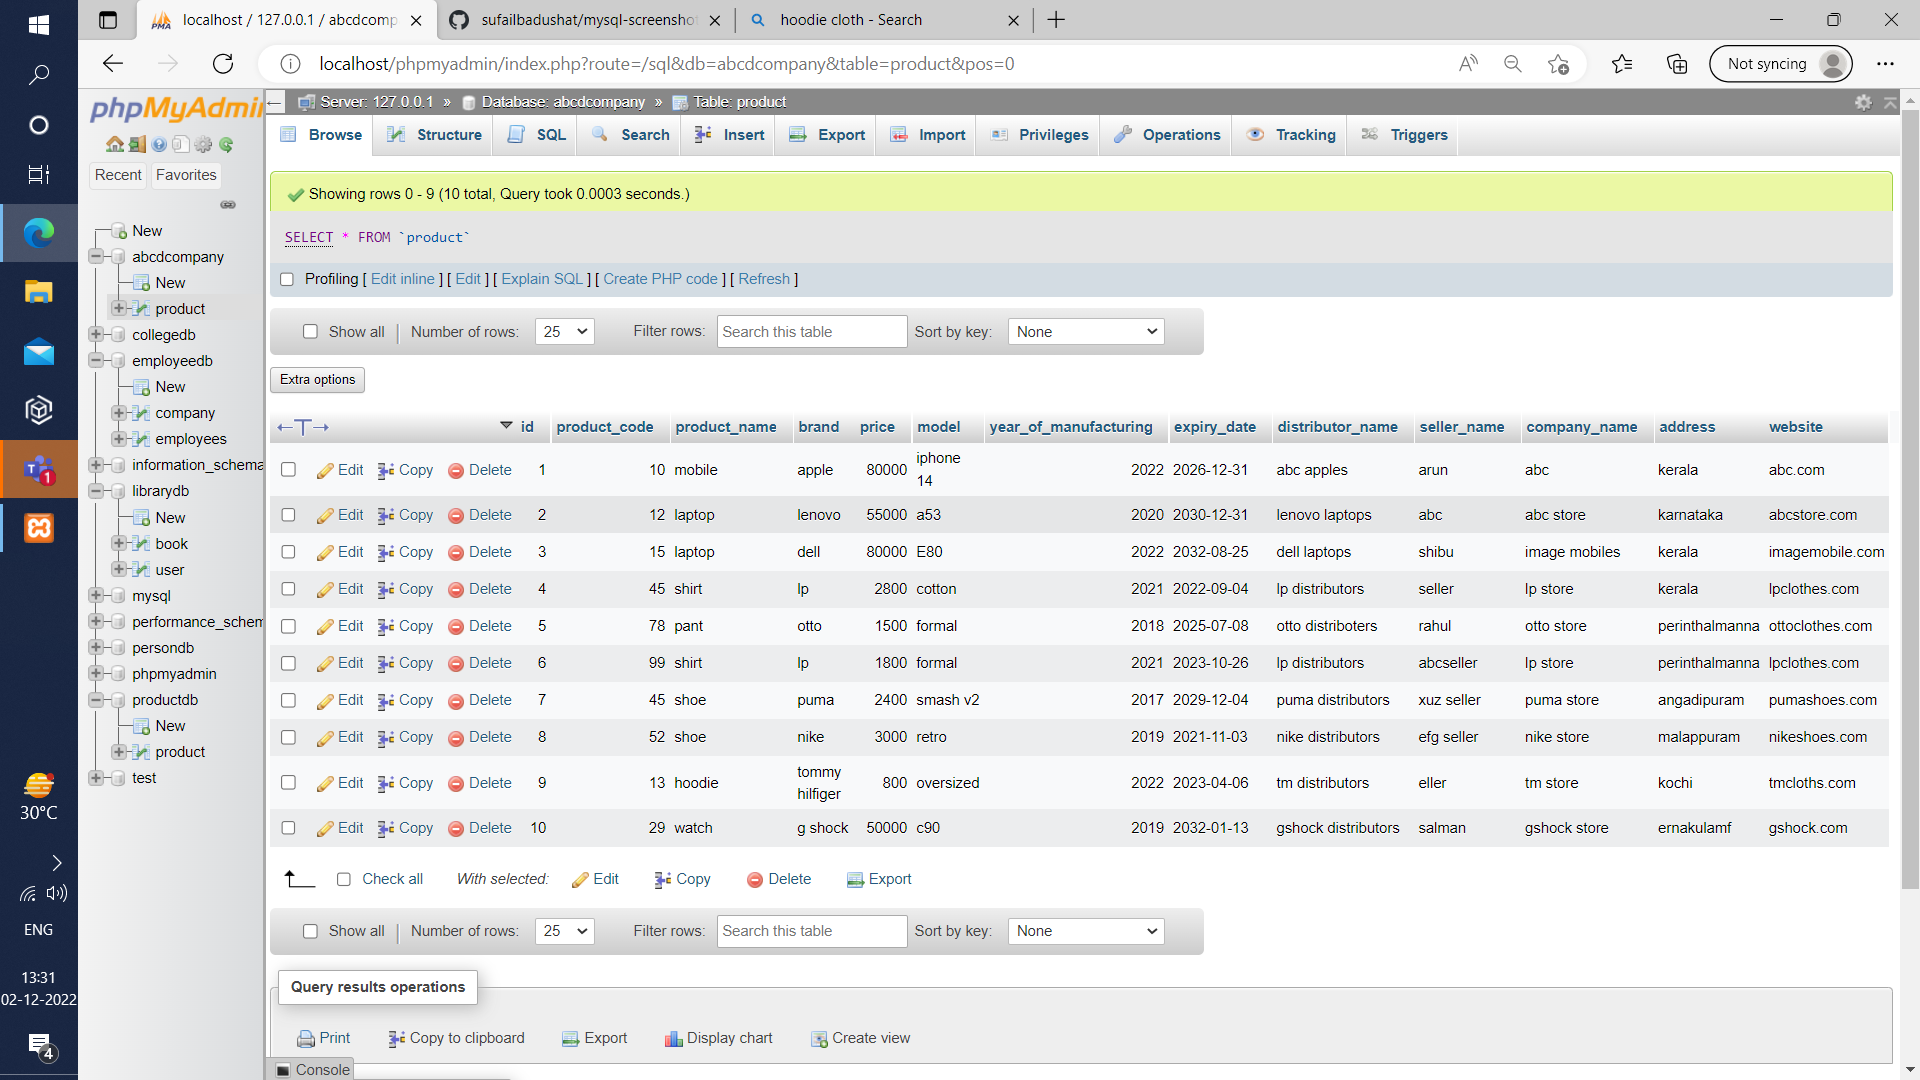 localhost / 127.0.0.1 / abcdcomp
sufailbadushat/mysql-screensho
hoodie cloth - Search
localhost/phpmyadmin/index.php?route=/sql&db=abcdcompany&table=product&pos=0
Not syncing
phpMyAdmin
Recent Favorites
New
abcdcompany
New
product
collegedb
employeedb
New
company
employees
information_schema
librarydb
New
book
user
mysql
performance_schem
persondb
phpmyadmin
productdb
New
product
test
Server: 127.0.0.1 » Database: abcdcompany » Table: product
Browse Structure SQL Search Insert Export Import Privileges Operations Tracking Triggers
Showing rows 0 - 9 (10 total, Query took 0.0003 seconds.)
SELECT * FROM `product`
Profiling [ Edit inline ] [ Edit ] [ Explain SQL ] [ Create PHP code ] [ Refresh ]
Show all | Number of rows: 25 Filter rows: Search this table Sort by key: None
Extra options
←T→ id product_code product_name brand price model year_of_manufacturing expiry_date distributor_name seller_name company_name address website
Edit Copy Delete 1 10 mobile apple 80000 iphone 14 2022 2026-12-31 abc apples arun abc kerala abc.com
Edit Copy Delete 2 12 laptop lenovo 55000 a53 2020 2030-12-31 lenovo laptops abc abc store karnataka abcstore.com
Edit Copy Delete 3 15 laptop dell 80000 E80 2022 2032-08-25 dell laptops shibu image mobiles kerala imagemobile.com
Edit Copy Delete 4 45 shirt lp 2800 cotton 2021 2022-09-04 lp distributors seller lp store kerala lpclothes.com
Edit Copy Delete 5 78 pant otto 1500 formal 2018 2025-07-08 otto distriboters rahul otto store perinthalmanna ottoclothes.com
Edit Copy Delete 6 99 shirt lp 1800 formal 2021 2023-10-26 lp distributors abcseller lp store perinthalmanna lpclothes.com
Edit Copy Delete 7 45 shoe puma 2400 smash v2 2017 2029-12-04 puma distributors xuz seller puma store angadipuram pumashoes.com
Edit Copy Delete 8 52 shoe nike 3000 retro 2019 2021-11-03 nike distributors efg seller nike store malappuram nikeshoes.com
Edit Copy Delete 9 13 hoodie tommy hilfiger 800 oversized 2022 2023-04-06 tm distributors eller tm store kochi tmcloths.com
Edit Copy Delete 10 29 watch g shock 50000 c90 2019 2032-01-13 gshock distributors salman gshock store ernakulamf gshock.com
Check all With selected: Edit Copy Delete Export
Show all | Number of rows: 25 Filter rows: Search this table Sort by key: None
Query results operations
Print Copy to clipboard Export Display chart Create view
Console
1
30°C
ENG
13:31
02-12-2022
4